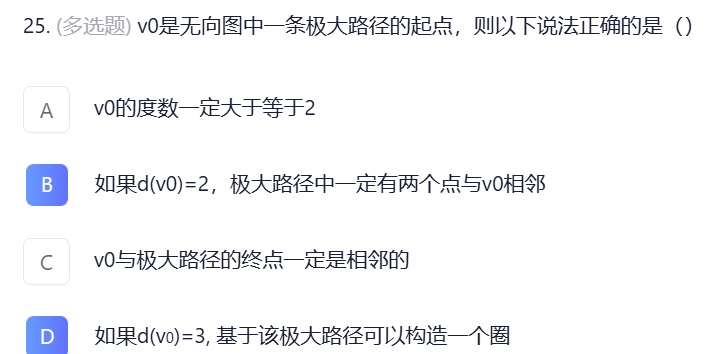 25. (多选题) v0是无向图中一条极大路径的起点，则以下说法正确的是（）
A v0的度数一定大于等于2
B 如果d(v0)=2，极大路径中一定有两个点与v0相邻
C v0与极大路径的终点一定是相邻的
D 如果d(v₀)=3, 基于该极大路径可以构造一个圈